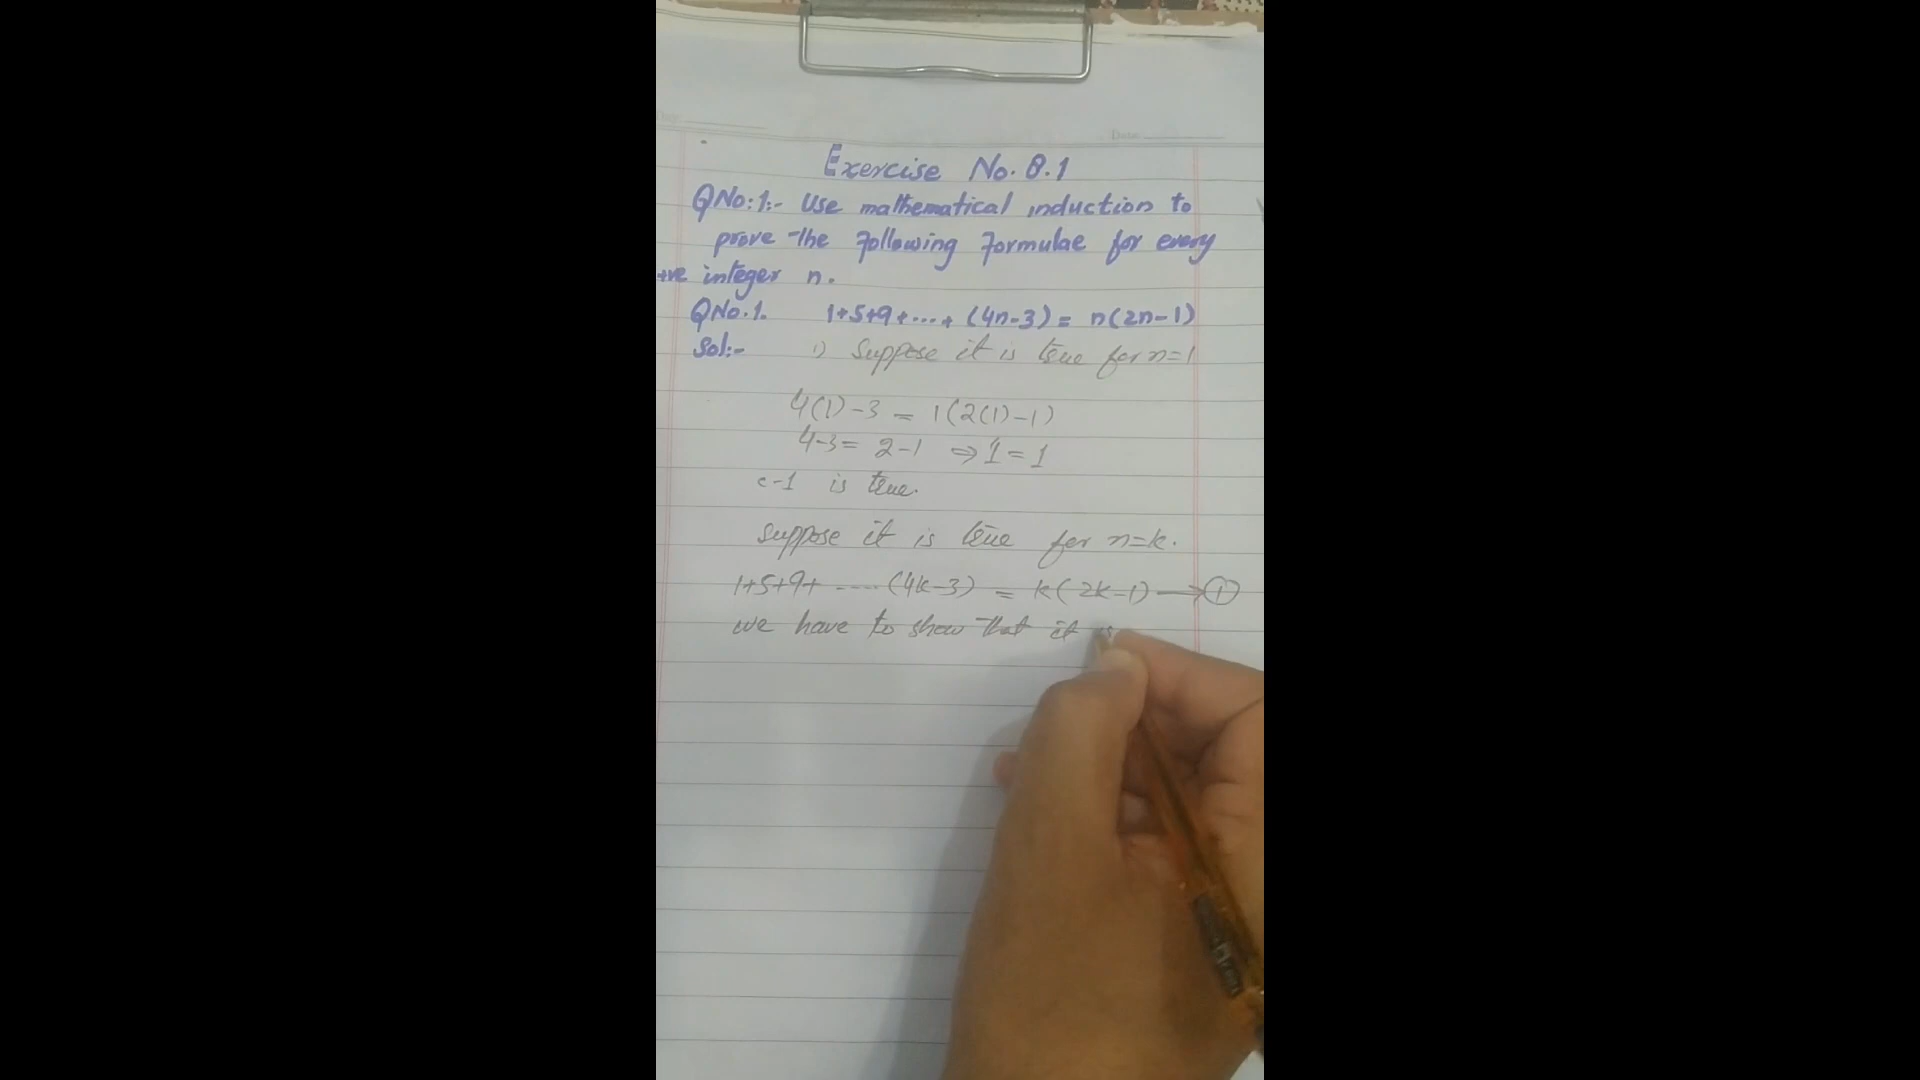 Date
Exercise No. 8.1
QNo:1:- Use mathematical induction to
prove the following formulae for every
+ve integer n.
QNo.1. 1+5+9+...+ (4n-3) = n(2n-1)
Sol:- i) Suppose it is true for n=1
4(1)-3 = 1(2(1)-1)
4-3 = 2-1 ⇒ 1 = 1
c-1 is true.
suppose it is true for n=k.
1+5+9+ ..... (4k-3) = k(2k-1) → ①
we have to show that it is